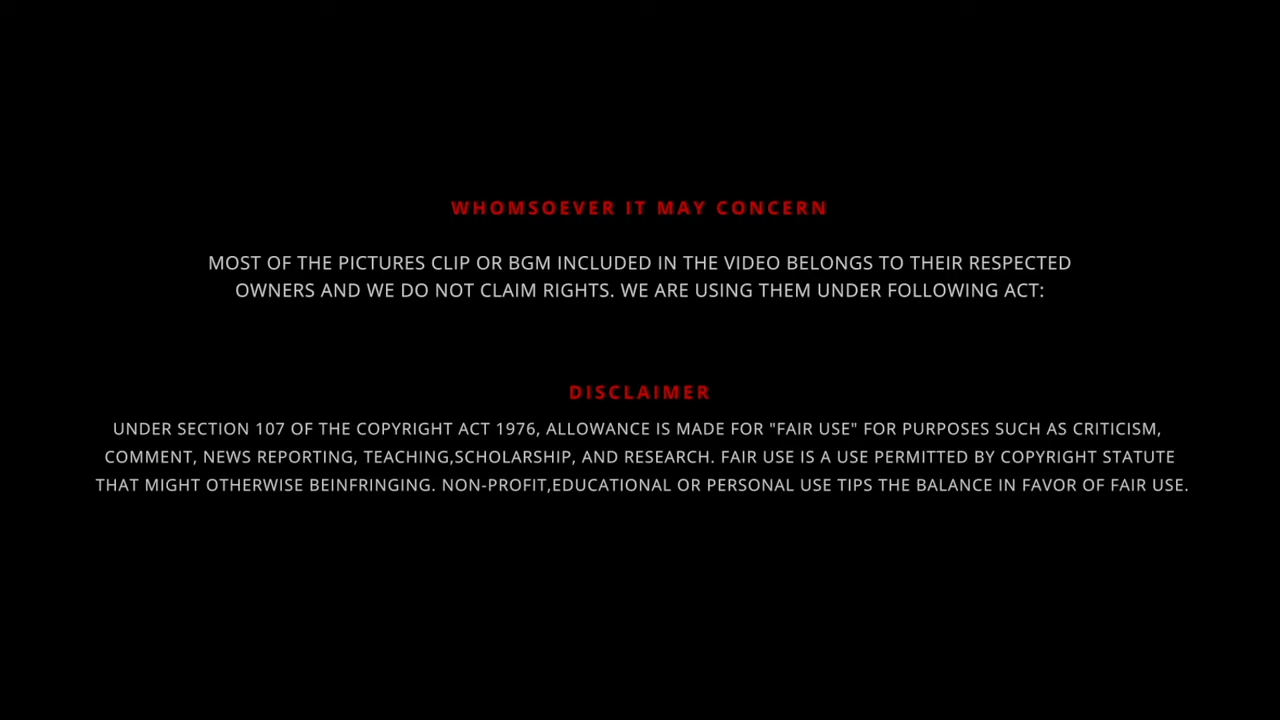 WHOMSOEVER IT MAY CONCERN
MOST OF THE PICTURES CLIP OR BGM INCLUDED IN THE VIDEO BELONGS TO THEIR RESPECTED
OWNERS AND WE DO NOT CLAIM RIGHTS. WE ARE USING THEM UNDER FOLLOWING ACT:
DISCLAIMER
UNDER SECTION 107 OF THE COPYRIGHT ACT 1976, ALLOWANCE IS MADE FOR "FAIR USE" FOR PURPOSES SUCH AS CRITICISM,
COMMENT, NEWS REPORTING, TEACHING,SCHOLARSHIP, AND RESEARCH. FAIR USE IS A USE PERMITTED BY COPYRIGHT STATUTE
THAT MIGHT OTHERWISE BEINFRINGING. NON-PROFIT,EDUCATIONAL OR PERSONAL USE TIPS THE BALANCE IN FAVOR OF FAIR USE.